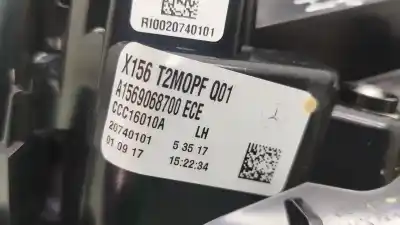 RI0020740101
X156 T2MOPF Q01
A1569068700 ECE
CCC16010A LH
20740101 5 35 17
01 09 17 15:22:34